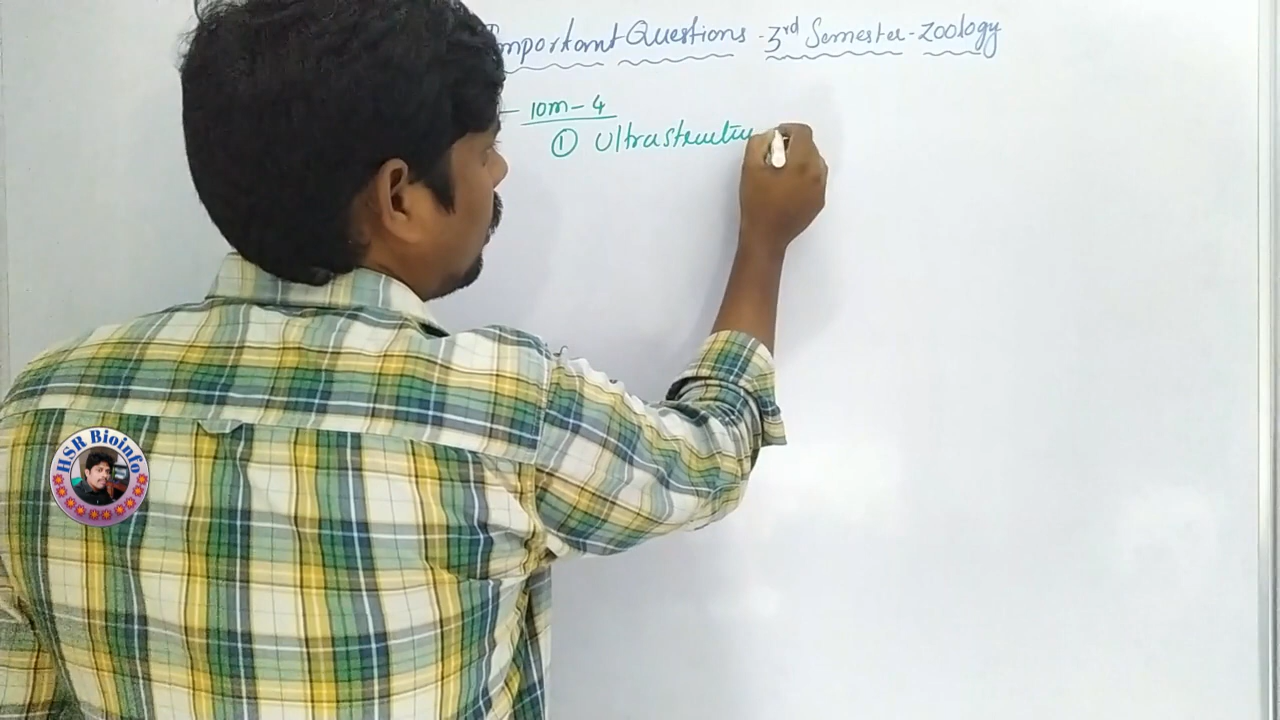 Important Questions - 3rd Semester - Zoology
- 10m - 4
① Ultrastructu
HSR Bioinfo